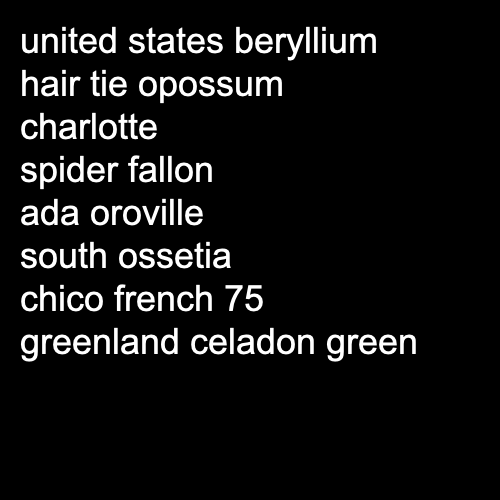 united states beryllium
hair tie opossum
charlotte
spider fallon
ada oroville
south ossetia
chico french 75
greenland celadon green